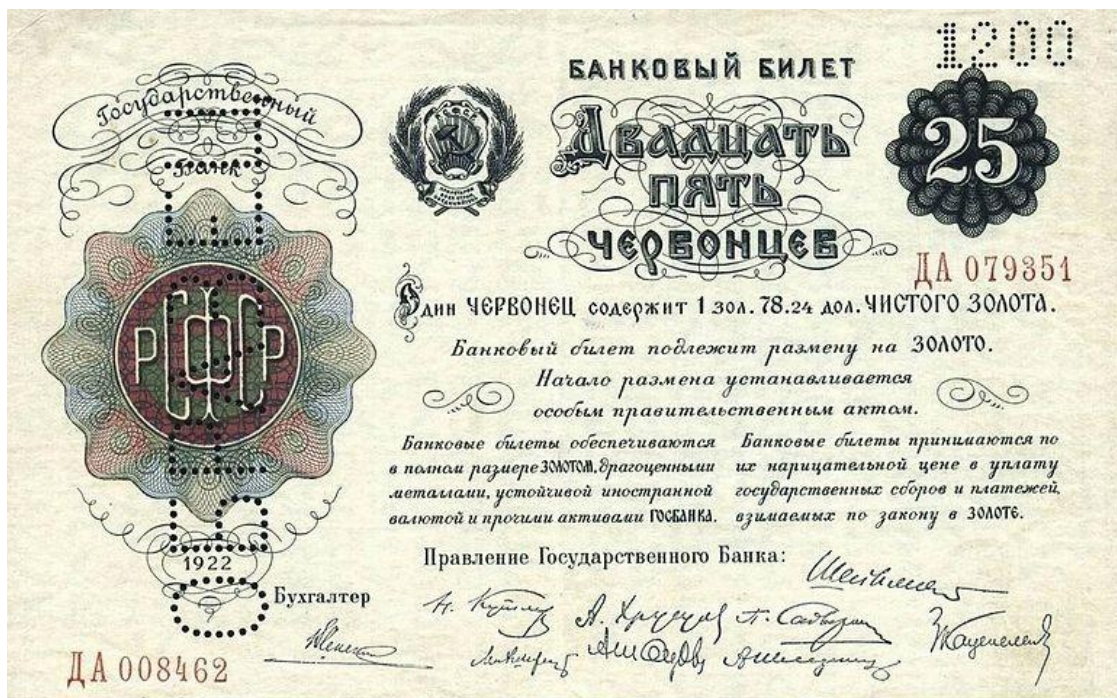 1200
БАНКОВЫЙ БИЛЕТ
Государственный
Банк
Двадцать
ПЯТЬ
ЧЕРВОНЦЕВ
25
ДА 079351
Один ЧЕРВОНЕЦ содержит 1 зол. 78.24 дол. ЧИСТОГО ЗОЛОТА.
Банковый билет подлежит размену на ЗОЛОТО.
Начало размена устанавливается
особым правительственным актом.
РСФСР
Банковые билеты обеспечиваются
в полном размере ЗОЛОТОМ, драгоценными
металлами, устойчивой иностранной
валютой и прочими активами ГОСБАНКА.
Банковые билеты принимаются по
их нарицательной цене в уплату
государственных сборов и платежей,
взимаемых по закону в ЗОЛОТЕ.
Правление Государственного Банка:
1922
Бухгалтер
ДА 008462